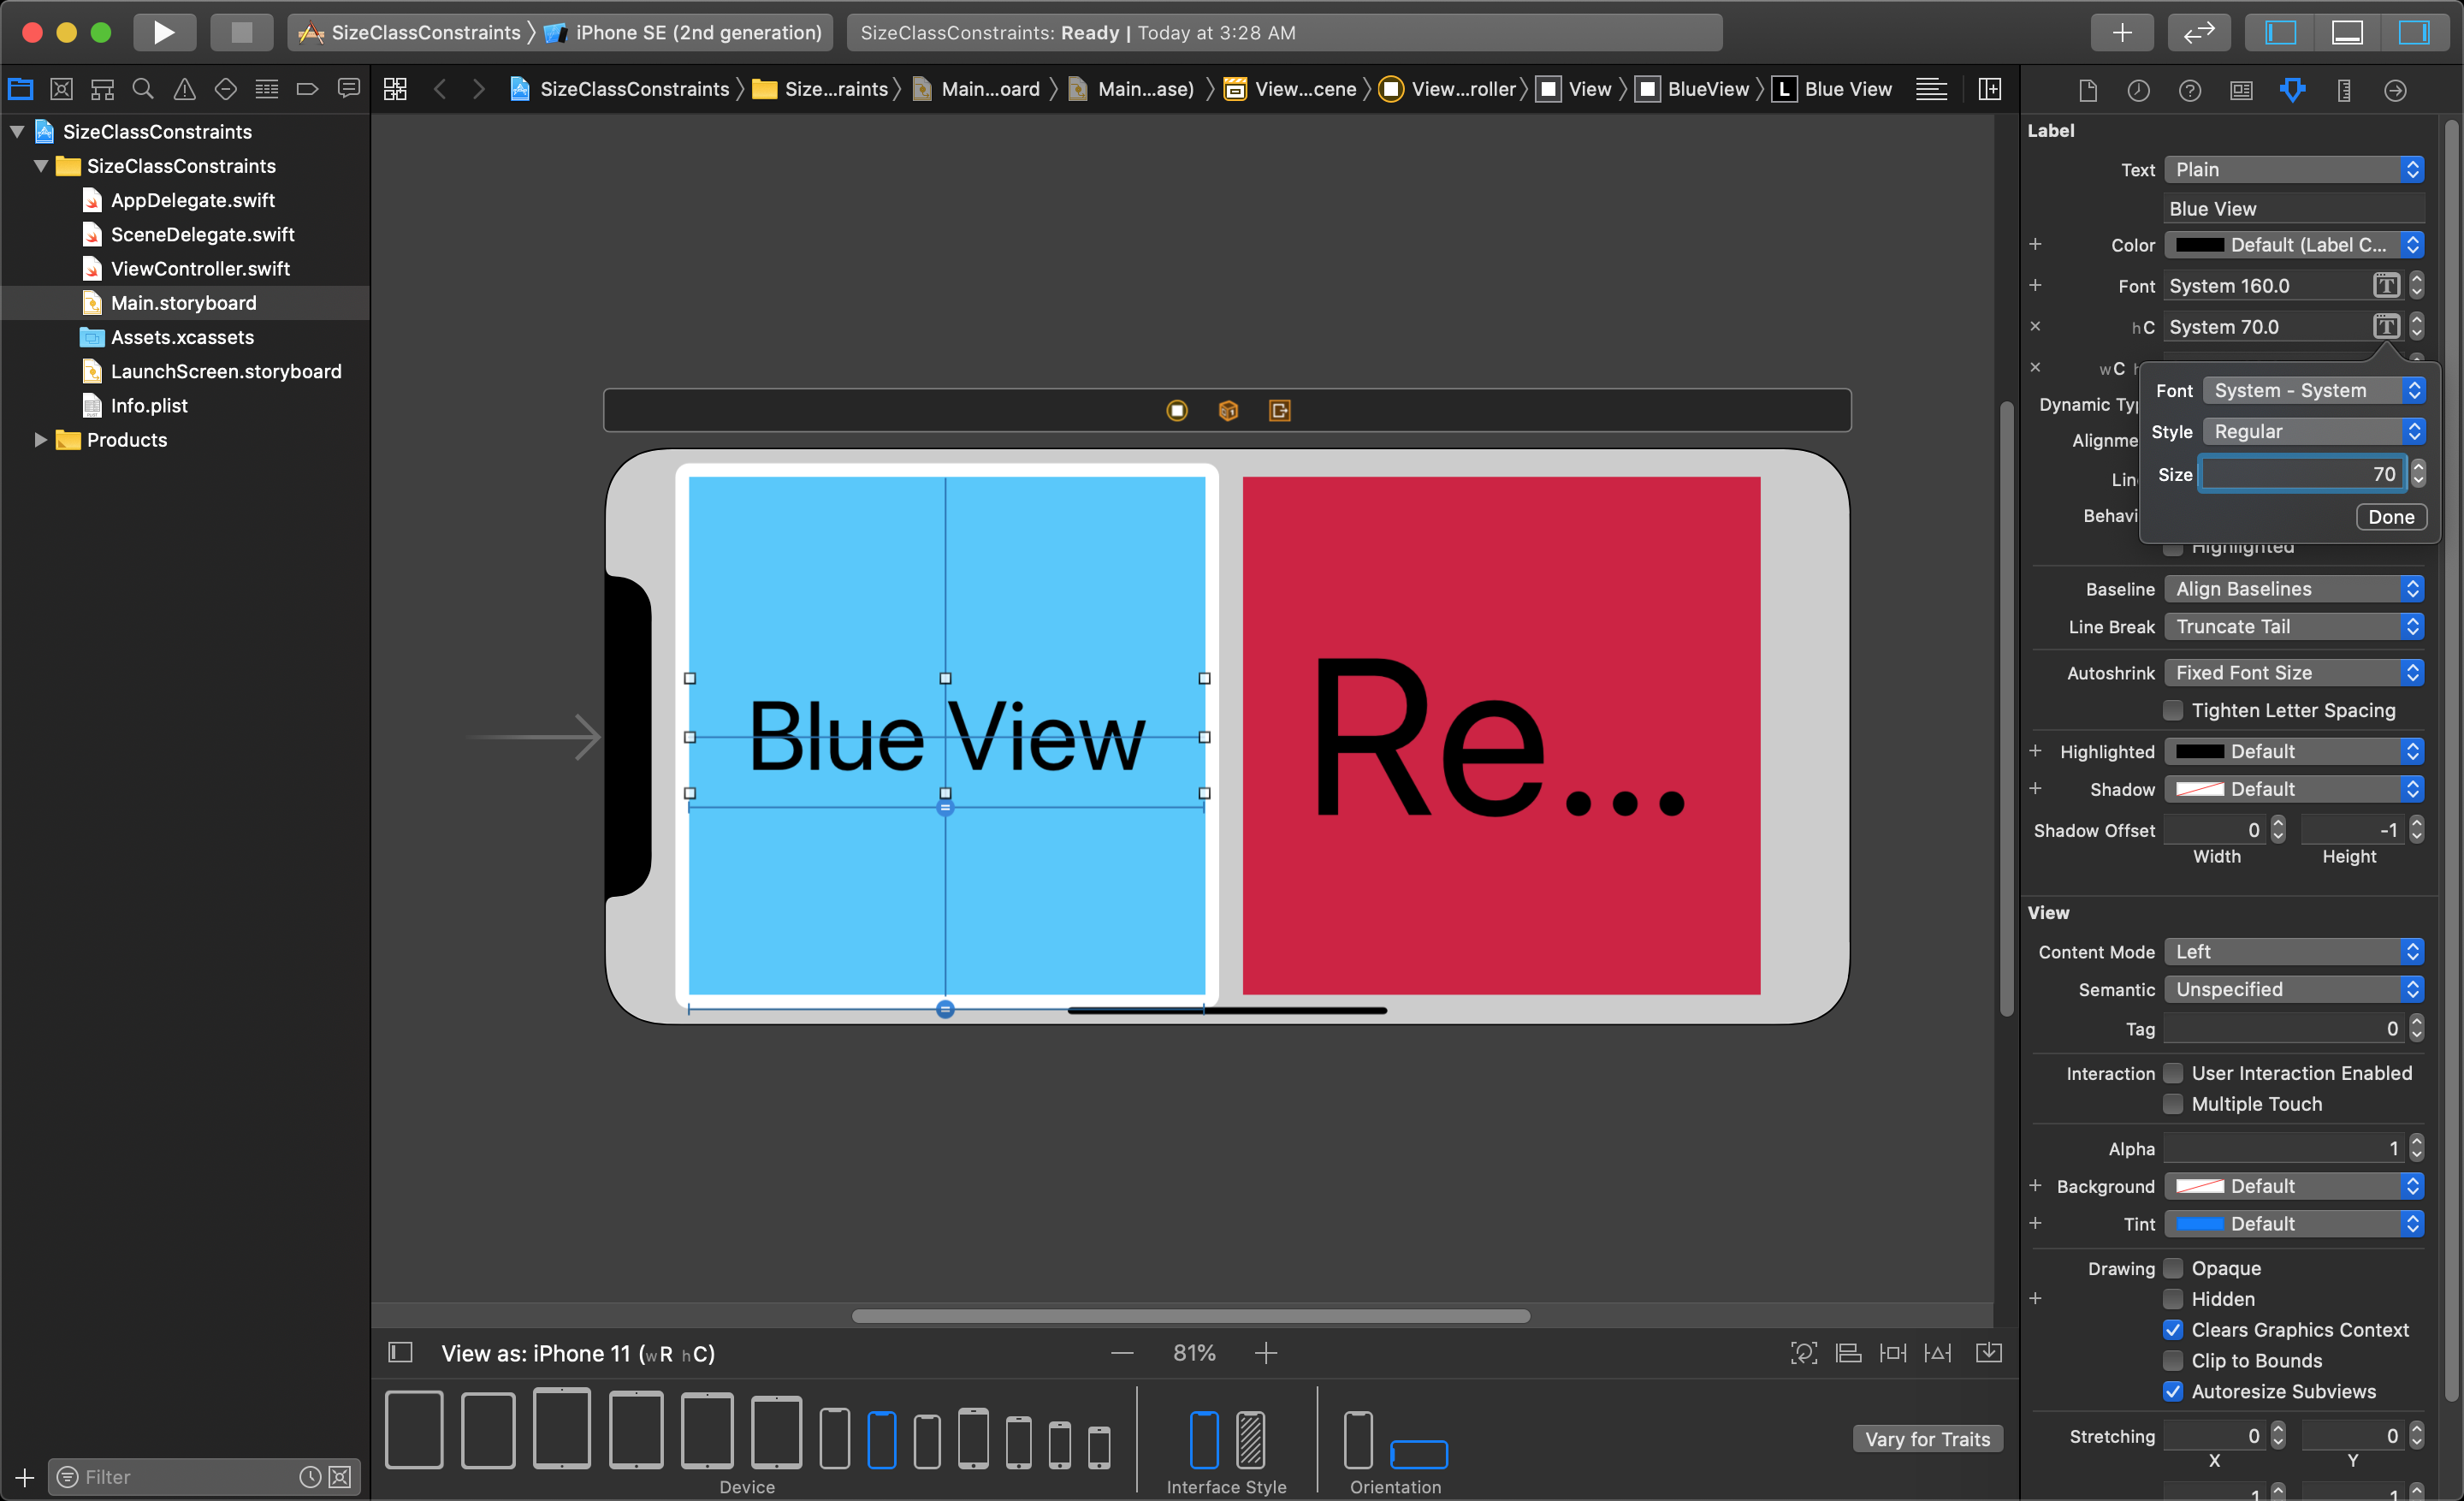 SizeClassConstraints
iPhone SE (2nd generation)
SizeClassConstraints: Ready | Today at 3:28 AM
SizeClassConstraints
Size...raints
Main...oard
Main...ase)
View...cene
View...roller
View
BlueView
L
Blue View
SizeClassConstraints
SizeClassConstraints
AppDelegate.swift
SceneDelegate.swift
ViewController.swift
Main.storyboard
Assets.xcassets
LaunchScreen.storyboard
Info.plist
Products
Filter
Blue View
Re...
View as: iPhone 11 (wR hC)
81%
Device
Interface Style
Orientation
Vary for Traits
Label
Text Plain
Blue View
+ Color Default (Label C...
+ Font System 160.0 T
× hC System 70.0 T
× wC h
Font System - System
Style Regular
Size 70
Done
Dynamic Typ
Alignme
Line
Behavi
Highlighted
Baseline Align Baselines
Line Break Truncate Tail
Autoshrink Fixed Font Size
Tighten Letter Spacing
+ Highlighted Default
+ Shadow Default
Shadow Offset 0 -1
Width Height
View
Content Mode Left
Semantic Unspecified
Tag 0
Interaction User Interaction Enabled
Multiple Touch
Alpha 1
+ Background Default
+ Tint Default
Drawing Opaque
+ Hidden
Clears Graphics Context
Clip to Bounds
Autoresize Subviews
Stretching 0 0
X Y
1 1